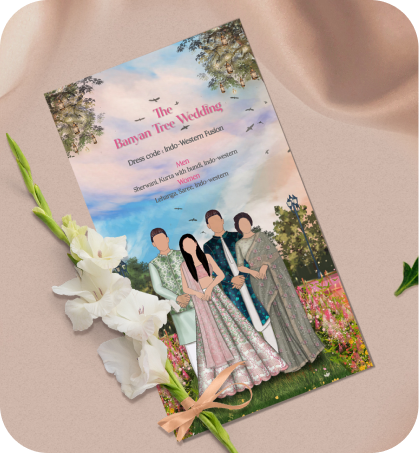 The
Banyan Tree Wedding
Dress code : Indo-Western Fusion
Men
Sherwani, Kurta with bundi, Indo-western
Women
Lehanga, Saree, Indo-western